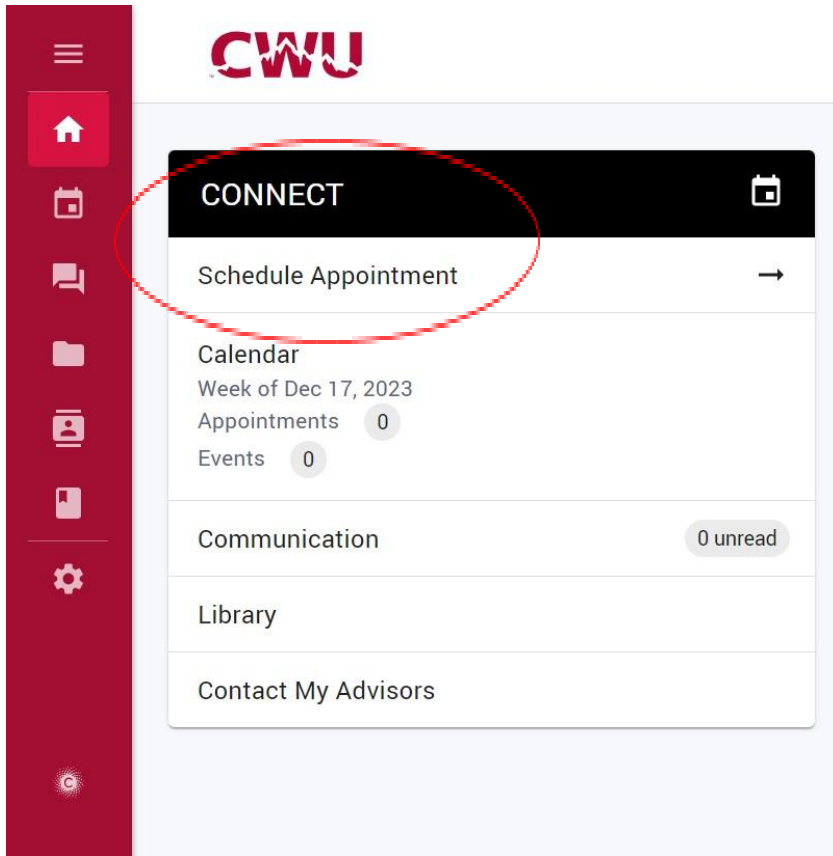 CWU
CONNECT
Schedule Appointment
Calendar
Week of Dec 17, 2023
Appointments 0
Events 0
Communication 0 unread
Library
Contact My Advisors
C